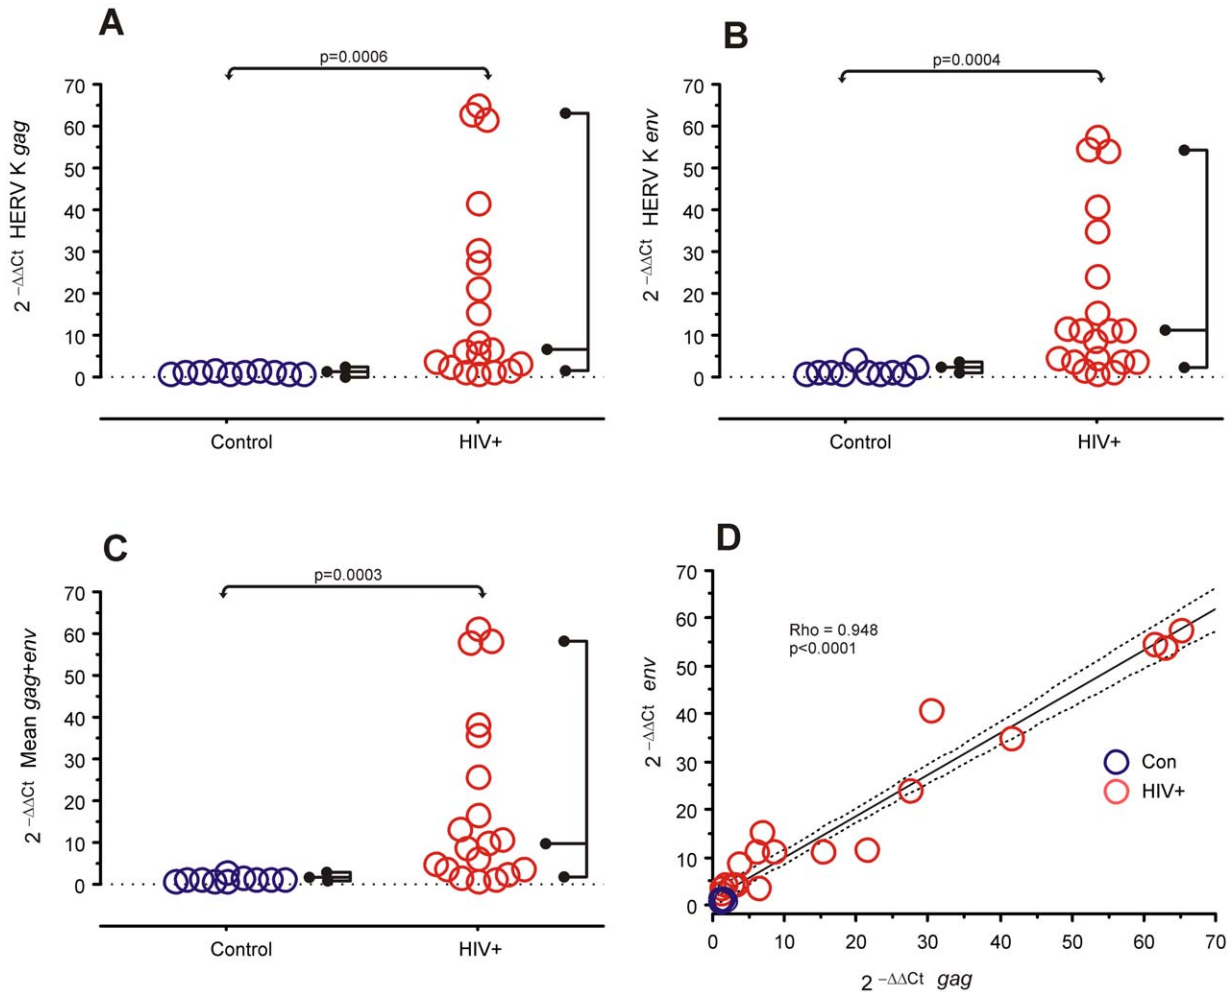 A
p=0.0006
2 –ΔΔCt HERV K gag
70
60
50
40
30
20
10
0
Control
HIV+
B
p=0.0004
2 –ΔΔCt HERV K env
70
60
50
40
30
20
10
0
Control
HIV+
C
p=0.0003
2 –ΔΔCt Mean gag+env
70
60
50
40
30
20
10
0
Control
HIV+
D
Rho = 0.948
p<0.0001
2 –ΔΔCt env
70
60
50
40
30
20
10
0
Con
HIV+
0 10 20 30 40 50 60 70
2 –ΔΔCt gag